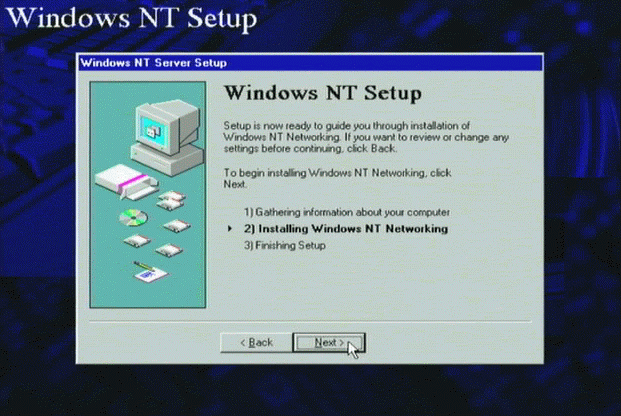 Windows NT Setup
Windows NT Server Setup
Windows NT Setup
Setup is now ready to guide you through installation of
Windows NT Networking. If you want to review or change any
settings before continuing, click Back.
To begin installing Windows NT Networking, click
Next.
1) Gathering information about your computer
2) Installing Windows NT Networking
3) Finishing Setup
< Back
Next >